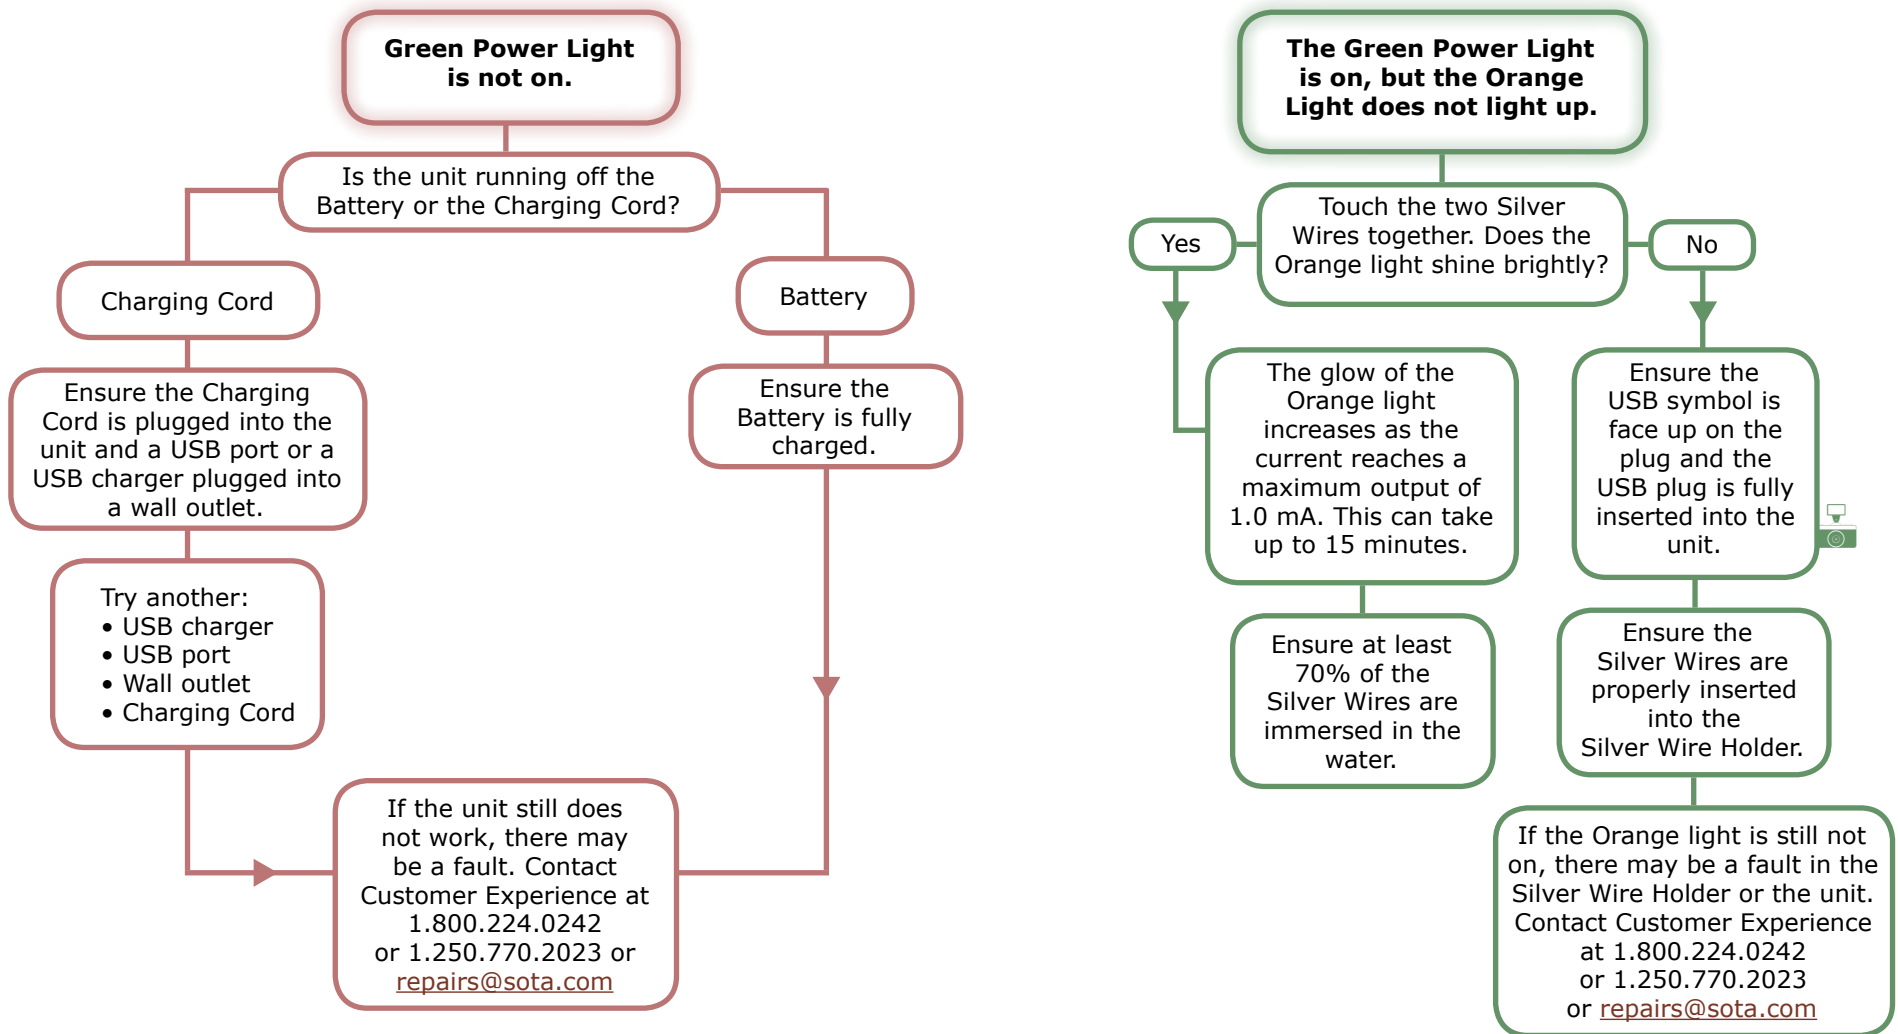 Green Power Light
is not on.
Is the unit running off the
Battery or the Charging Cord?
Charging Cord
Battery
Ensure the Charging
Cord is plugged into the
unit and a USB port or a
USB charger plugged into
a wall outlet.
Ensure the
Battery is fully
charged.
Try another:
• USB charger
• USB port
• Wall outlet
• Charging Cord
If the unit still does
not work, there may
be a fault. Contact
Customer Experience at
1.800.224.0242
or 1.250.770.2023 or
repairs@sota.com
The Green Power Light
is on, but the Orange
Light does not light up.
Touch the two Silver
Wires together. Does the
Orange light shine brightly?
Yes
No
The glow of the
Orange light
increases as the
current reaches a
maximum output of
1.0 mA. This can take
up to 15 minutes.
Ensure at least
70% of the
Silver Wires are
immersed in the
water.
Ensure the
USB symbol is
face up on the
plug and the
USB plug is fully
inserted into the
unit.
Ensure the
Silver Wires are
properly inserted
into the
Silver Wire Holder.
If the Orange light is still not
on, there may be a fault in the
Silver Wire Holder or the unit.
Contact Customer Experience
at 1.800.224.0242
or 1.250.770.2023
or repairs@sota.com